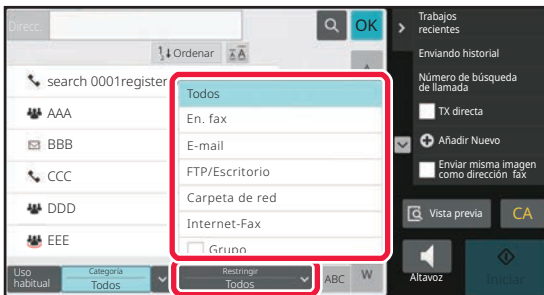 Direcc.
OK
Ordenar
search 0001register
AAA
BBB
CCC
DDD
EEE
Todos
En. fax
E-mail
FTP/Escritorio
Carpeta de red
Internet-Fax
Grupo
Uso
habitual
Categoría
Todos
Restringir
Todos
ABC
W
Trabajos
recientes
Enviando historial
Número de búsqueda
de llamada
TX directa
Añadir Nuevo
Enviar misma imagen
como dirección fax
Vista previa
CA
Altavoz
Iniciar